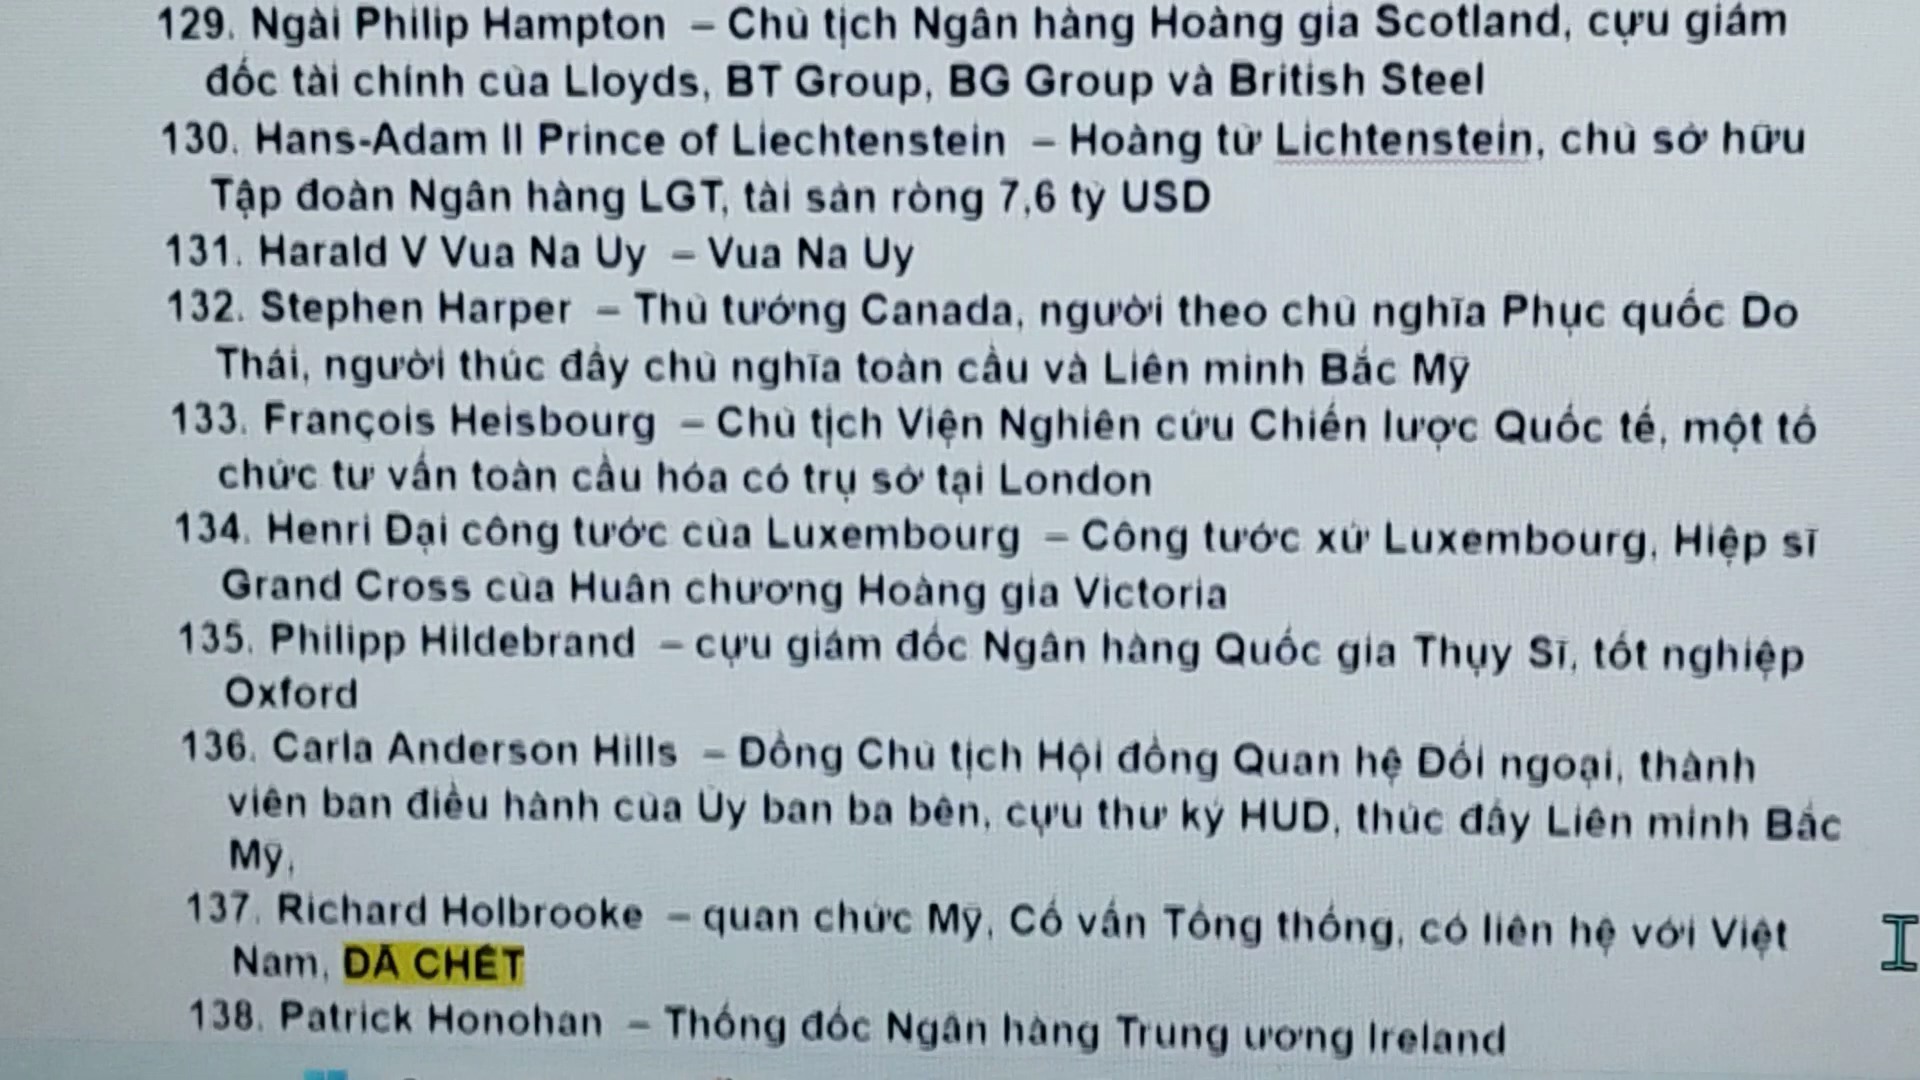 129. Ngài Philip Hampton – Chủ tịch Ngân hàng Hoàng gia Scotland, cựu giám
đốc tài chính của Lloyds, BT Group, BG Group và British Steel
130. Hans-Adam II Prince of Liechtenstein – Hoàng tử Lichtenstein, chủ sở hữu
Tập đoàn Ngân hàng LGT, tài sản ròng 7,6 tỷ USD
131. Harald V Vua Na Uy – Vua Na Uy
132. Stephen Harper – Thủ tướng Canada, người theo chủ nghĩa Phục quốc Do
Thái, người thúc đẩy chủ nghĩa toàn cầu và Liên minh Bắc Mỹ
133. François Heisbourg – Chủ tịch Viện Nghiên cứu Chiến lược Quốc tế, một tổ
chức tư vấn toàn cầu hóa có trụ sở tại London
134. Henri Đại công tước của Luxembourg – Công tước xứ Luxembourg, Hiệp sĩ
Grand Cross của Huân chương Hoàng gia Victoria
135. Philipp Hildebrand – cựu giám đốc Ngân hàng Quốc gia Thụy Sĩ, tốt nghiệp
Oxford
136. Carla Anderson Hills – Đồng Chủ tịch Hội đồng Quan hệ Đối ngoại, thành
viên ban điều hành của Ủy ban ba bên, cựu thư ký HUD, thúc đẩy Liên minh Bắc
Mỹ,
137. Richard Holbrooke – quan chức Mỹ, Cố vấn Tổng thống, có liên hệ với Việt
Nam, ĐÃ CHẾT
138. Patrick Honohan – Thống đốc Ngân hàng Trung ương Ireland